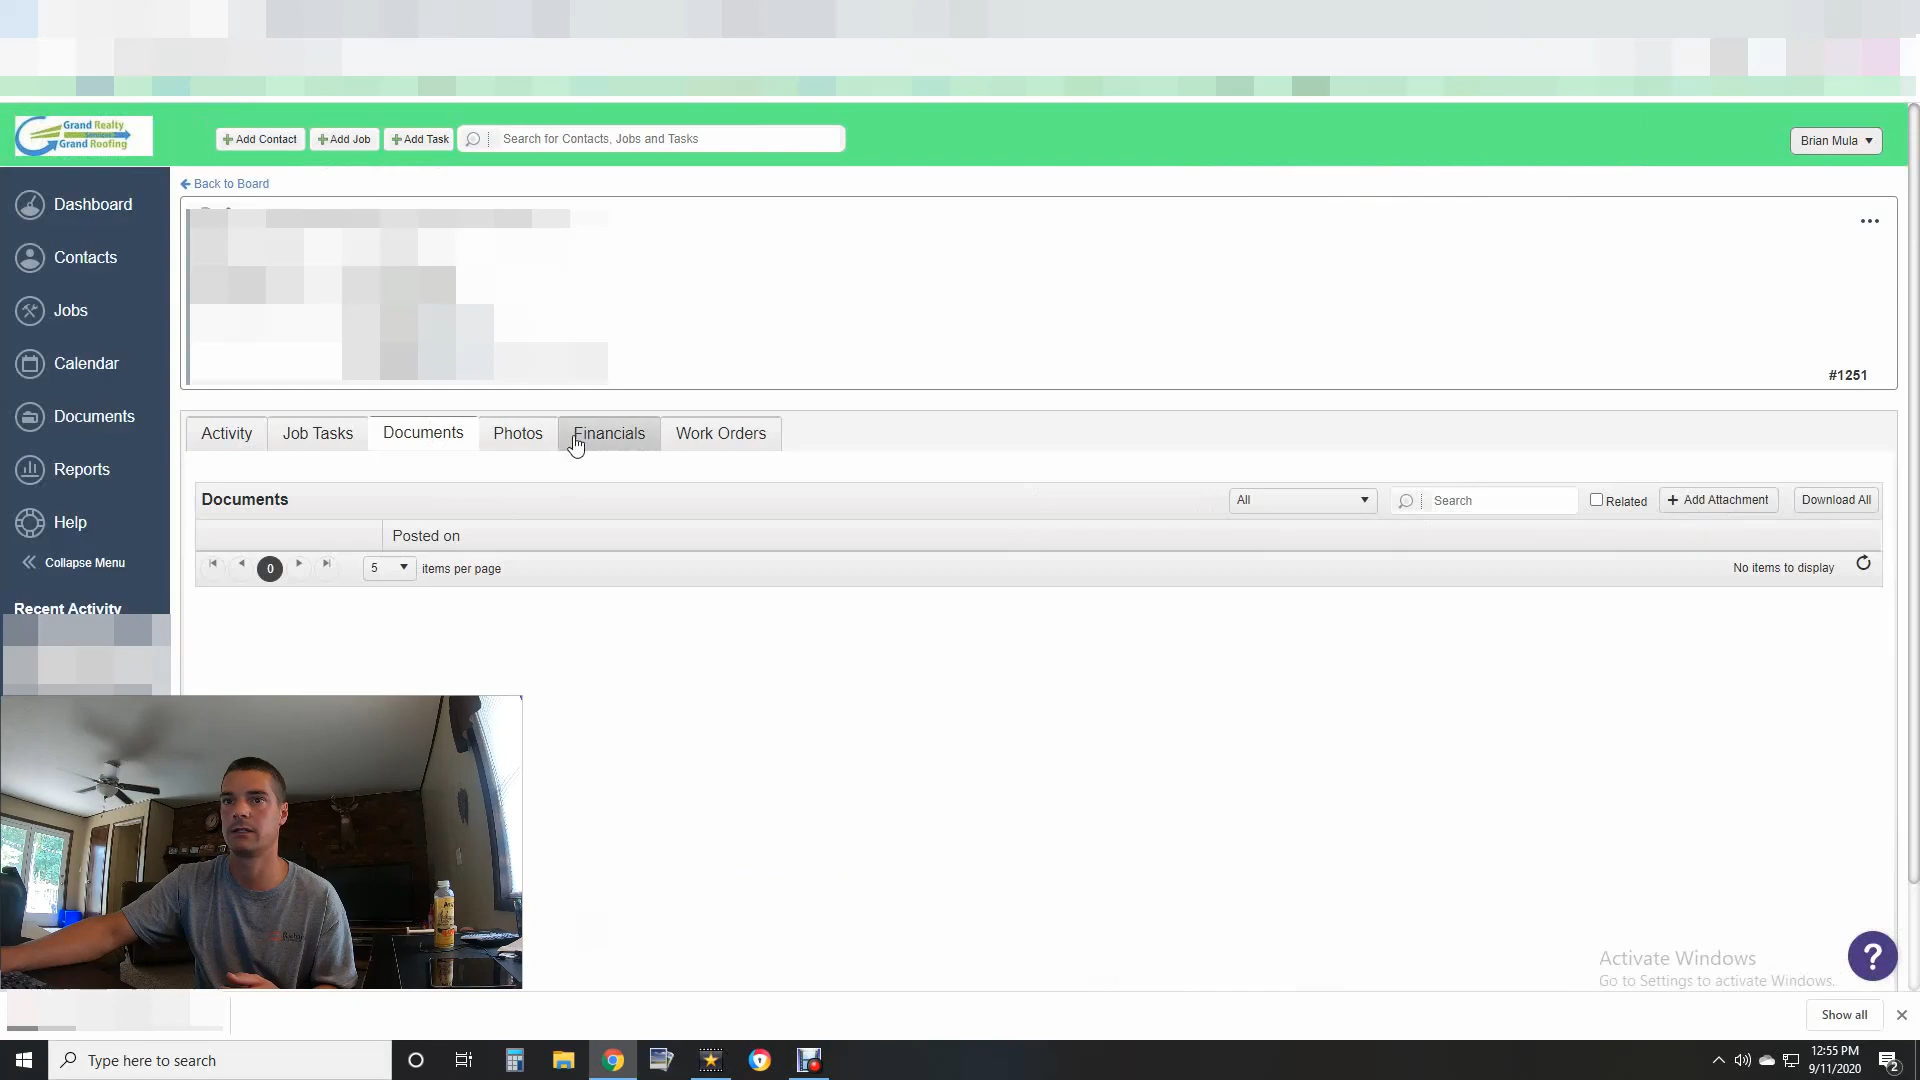 Grand Realty
Services
Grand Roofing
Add Contact
Add Job
Add Task
Search for Contacts, Jobs and Tasks
Brian Mula
Back to Board
Dashboard
Contacts
Jobs
Calendar
Documents
Reports
Help
Collapse Menu
Recent Activity
#1251
Activity
Job Tasks
Documents
Photos
Financials
Work Orders
Documents
All
Search
Related
+ Add Attachment
Download All
Posted on
0
5
items per page
No items to display
Activate Windows
Go to Settings to activate Windows.
?
Show all
Type here to search
12:55 PM
9/11/2020
2